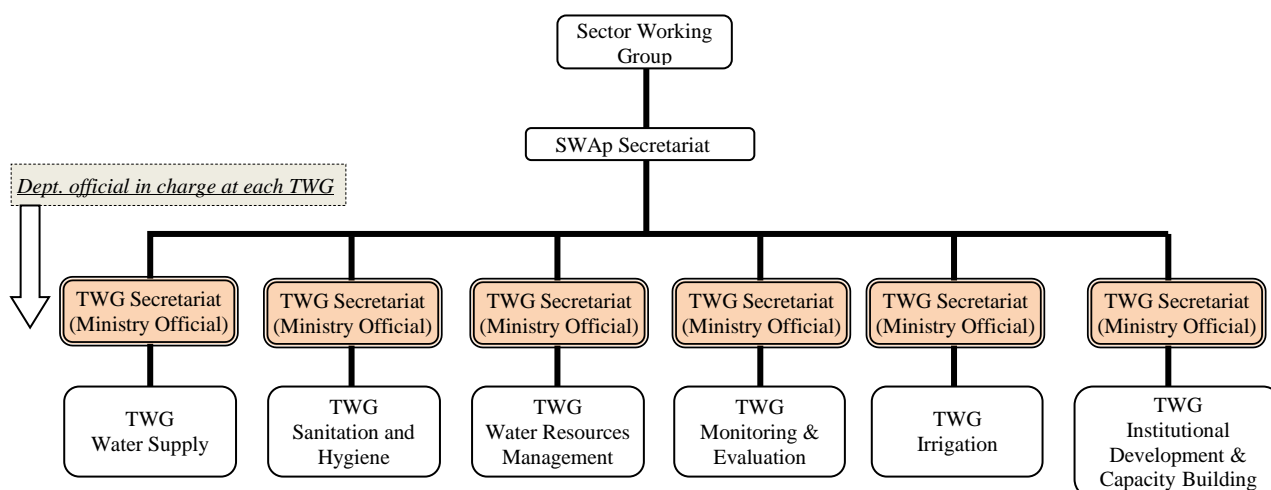 Sector Working
Group
SWAp Secretariat
Dept. official in charge at each TWG
TWG Secretariat
(Ministry Official)
TWG Secretariat
(Ministry Official)
TWG Secretariat
(Ministry Official)
TWG Secretariat
(Ministry Official)
TWG Secretariat
(Ministry Official)
TWG Secretariat
(Ministry Official)
TWG
Water Supply
TWG
Sanitation and
Hygiene
TWG
Water Resources
Management
TWG
Monitoring &
Evaluation
TWG
Irrigation
TWG
Institutional
Development &
Capacity Building